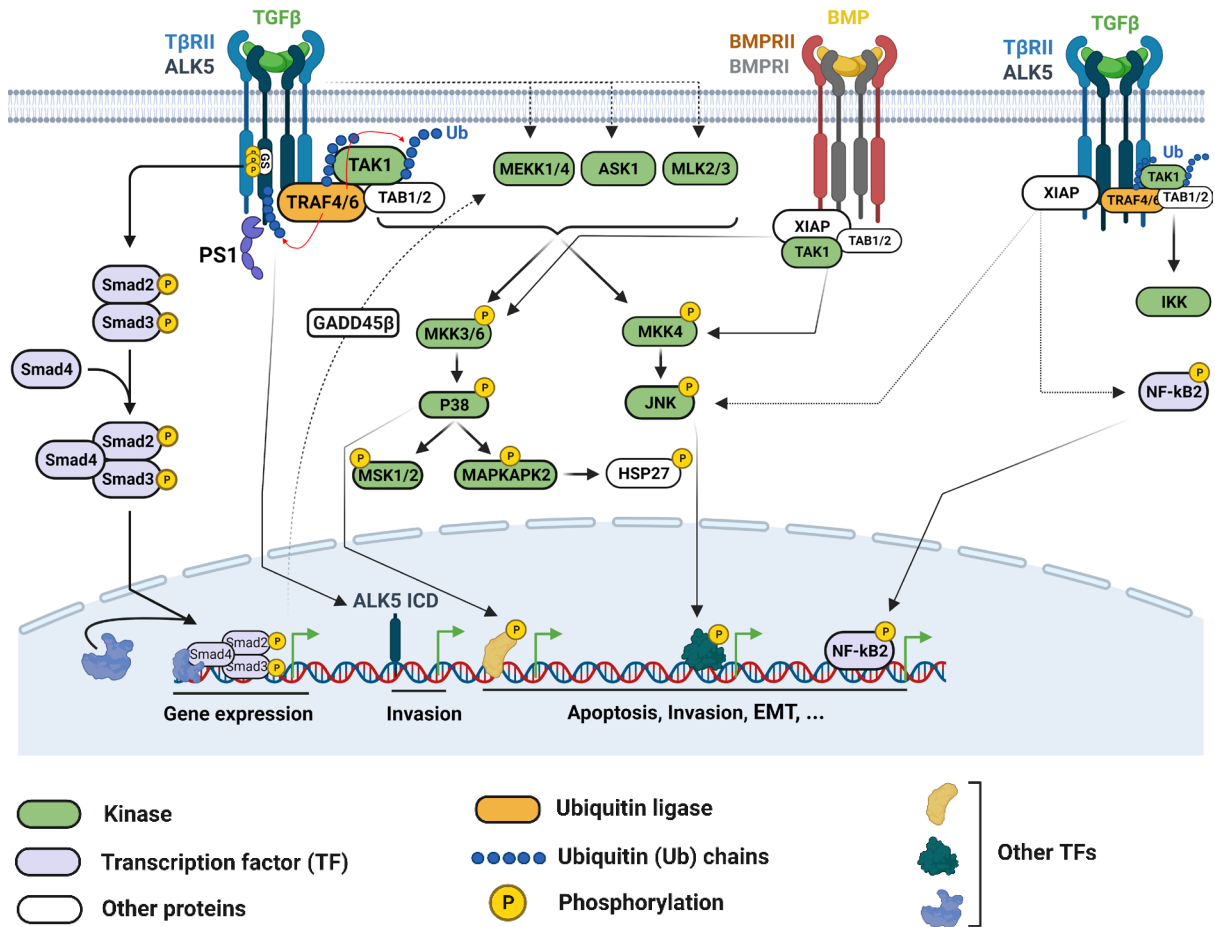 TGFβ
TβRII
ALK5
BMP
BMPRII
BMPRI
TGFβ
TβRII
ALK5
Ub
P
P
P
GS
TAK1
TRAF4/6
TAB1/2
PS1
MEKK1/4
ASK1
MLK2/3
XIAP
TAK1
TAB1/2
XIAP
Ub
TAK1
TRAF4/6
TAB1/2
IKK
Smad2
P
Smad3
P
GADD45β
MKK3/6
P
MKK4
P
Smad4
P38
P
JNK
P
NF-kB2
P
Smad2
P
Smad4
Smad3
P
MSK1/2
P
MAPKAPK2
P
HSP27
P
ALK5 ICD
Smad2
P
Smad4
Smad3
P
P
P
NF-kB2
P
Gene expression
Invasion
Apoptosis, Invasion, EMT, ...
Kinase
Transcription factor (TF)
Other proteins
Ubiquitin ligase
Ubiquitin (Ub) chains
P
Phosphorylation
Other TFs